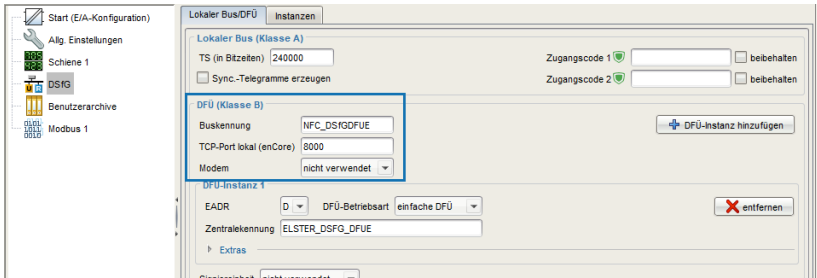 Start (E/A-Konfiguration)
Allg. Einstellungen
Schiene 1
DSfG
Benutzerarchive
Modbus 1
Lokaler Bus/DFÜ
Instanzen
Lokaler Bus (Klasse A)
TS (in Bitzeiten) 240000
Zugangscode 1 beibehalten
Sync.-Telegramme erzeugen
Zugangscode 2 beibehalten
DFÜ (Klasse B)
Buskennung NFC_DSfGDFUE
DFÜ-Instanz hinzufügen
TCP-Port lokal (enCore) 8000
Modem nicht verwendet
DFÜ-Instanz 1
EADR D DFÜ-Betriebsart einfache DFÜ
entfernen
Zentralekennung ELSTER_DSFG_DFUE
Extras